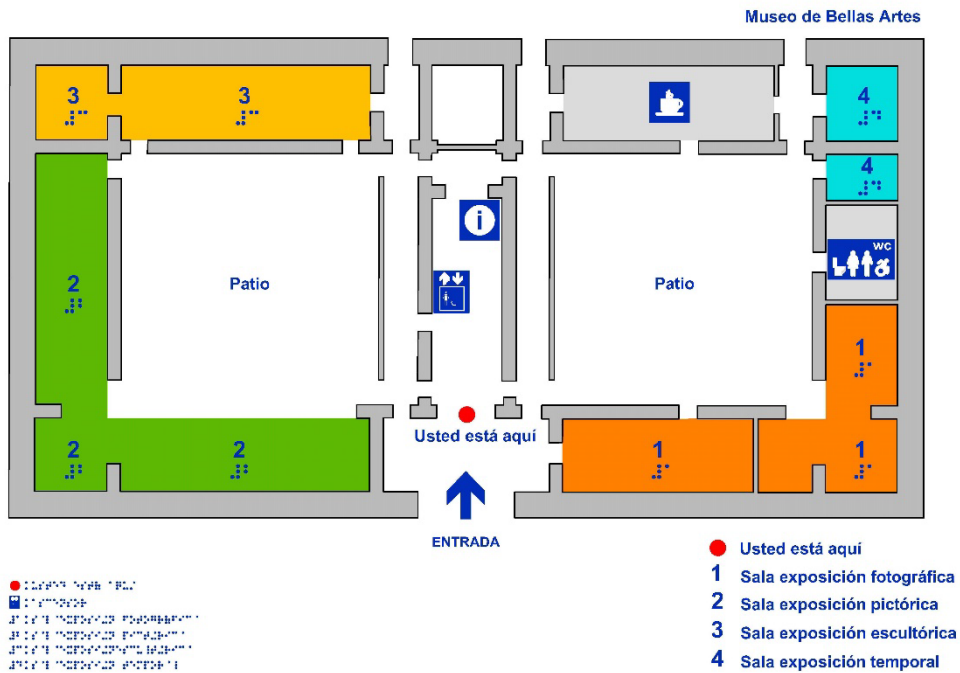 Museo de Bellas Artes
3
3
4
4
WC
i
2
Patio
Patio
1
Usted está aquí
2
2
1
1
ENTRADA
Usted está aquí
1 Sala exposición fotográfica
2 Sala exposición pictórica
3 Sala exposición escultórica
4 Sala exposición temporal